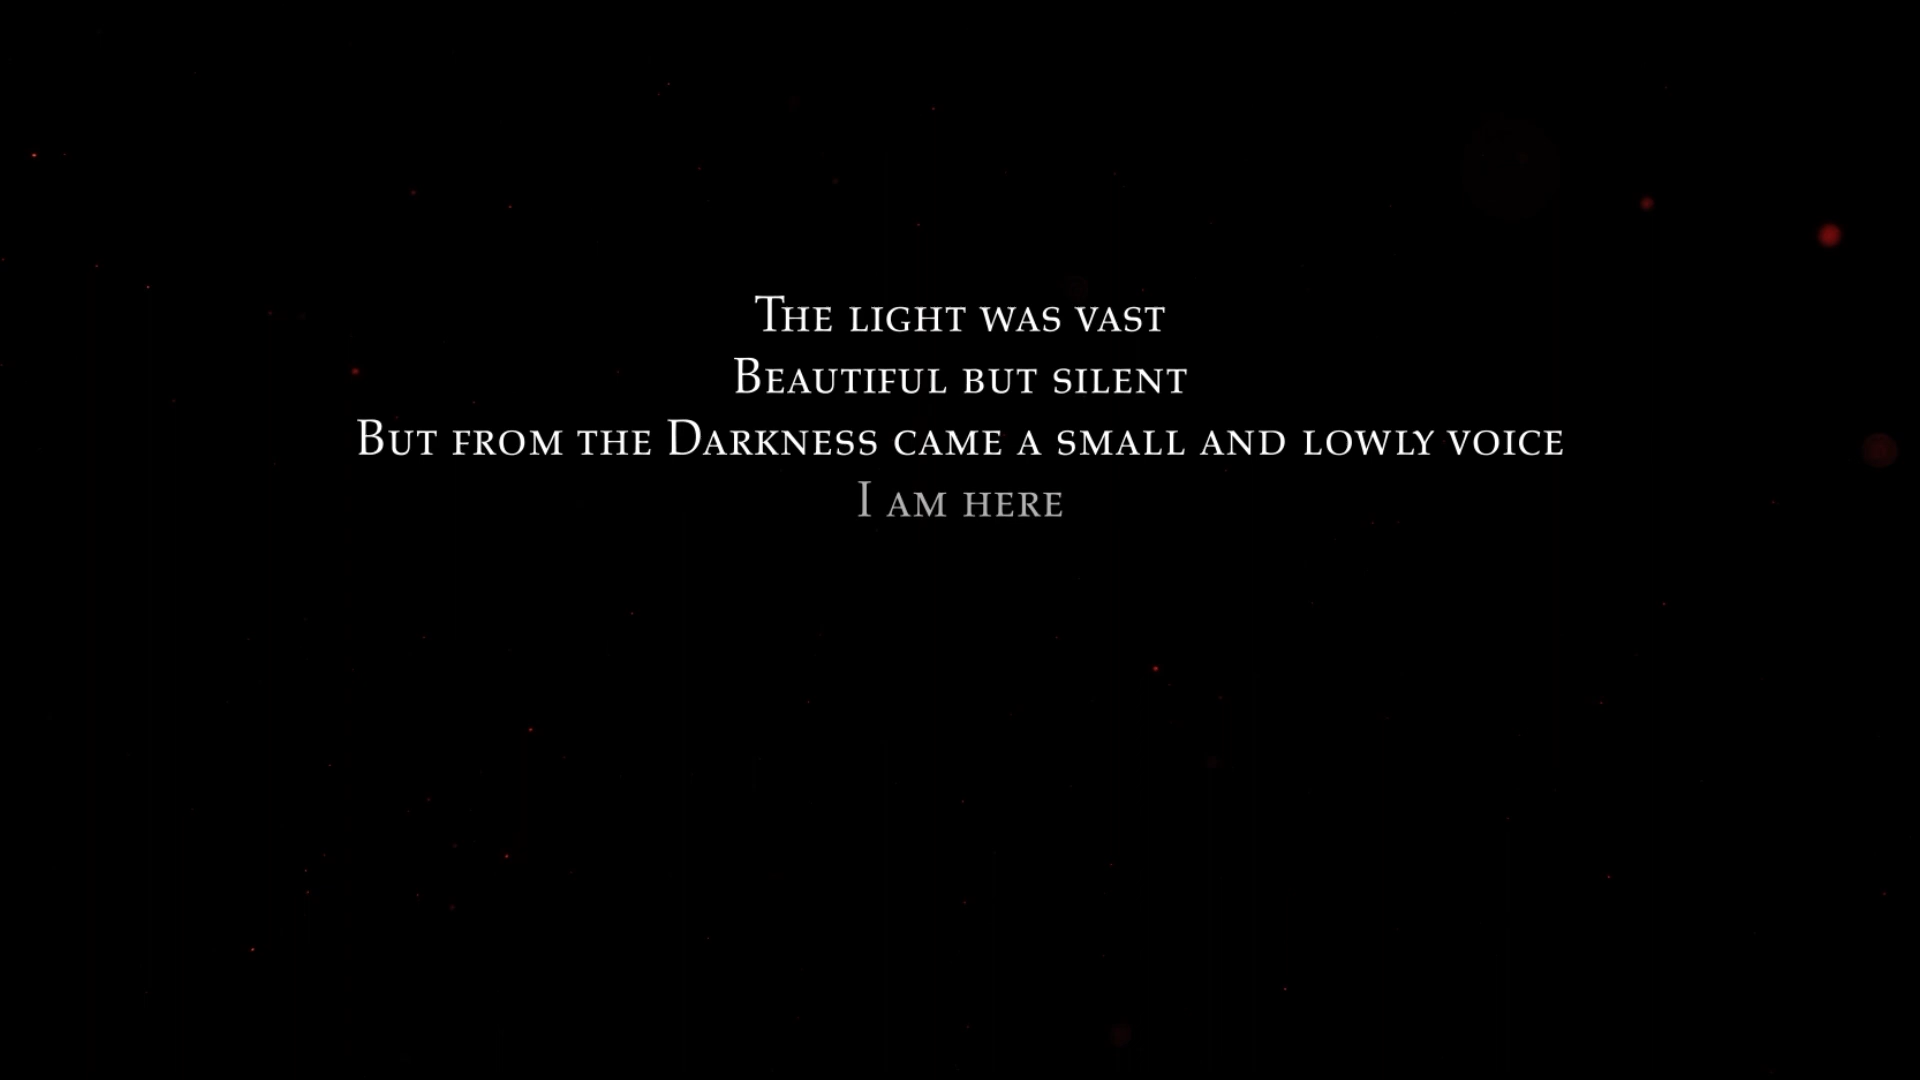 The light was vast
Beautiful but silent
But from the Darkness came a small and lowly voice
I am here